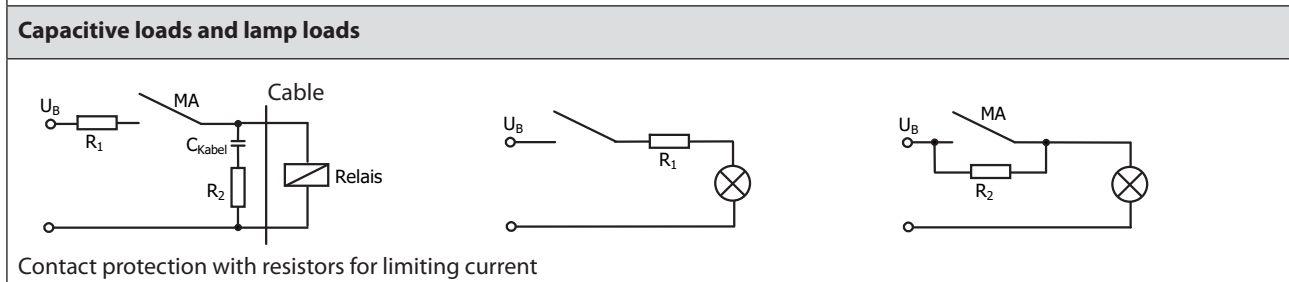 Capacitive loads and lamp loads
MA
Cable
U_B
R_1
C_Kabel
R_2
Relais
U_B
R_1
MA
U_B
R_2
Contact protection with resistors for limiting current